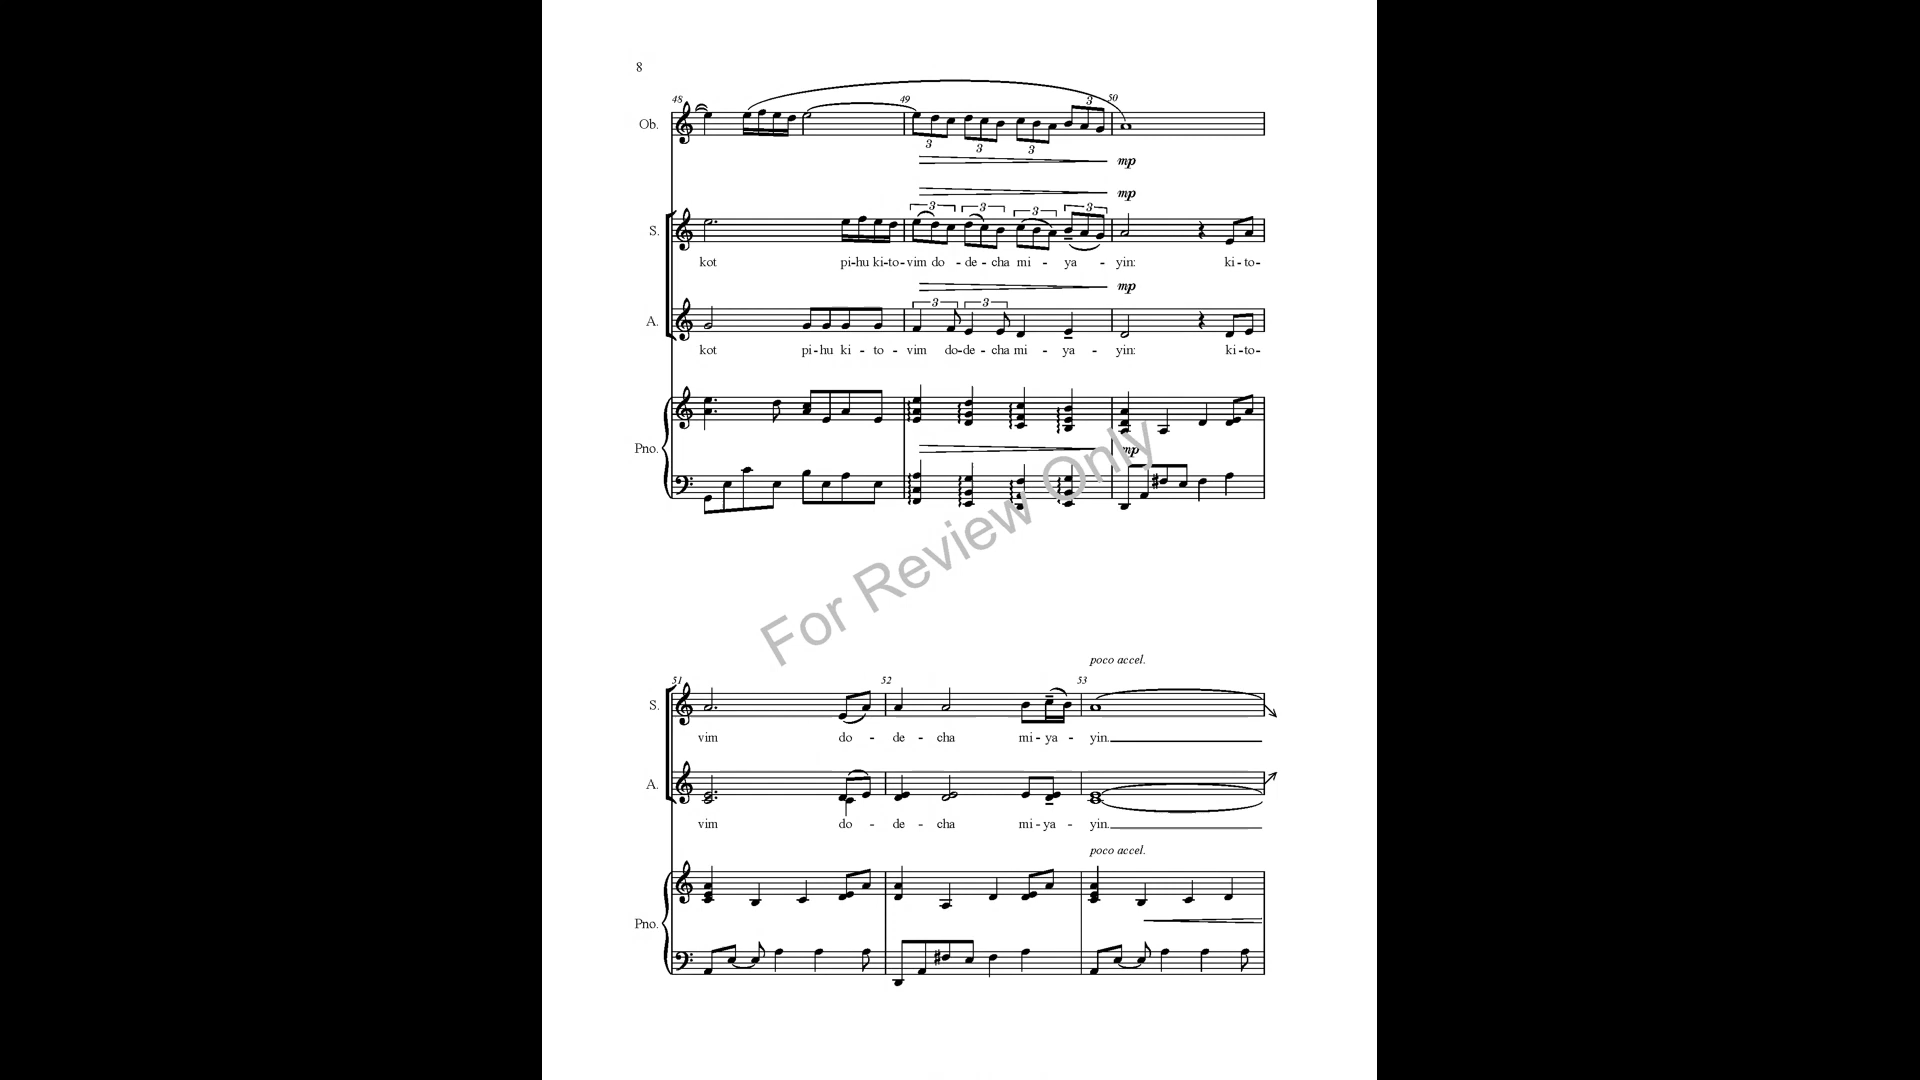 8
48 49 50
Ob.
3 3 3 3
mp
mp
3 3 3 3
S.
kot pi-hu ki-to-vim do - de - cha mi - ya - yin: ki-to-
mp
3 3
A.
kot pi-hu ki - to - vim do-de - cha mi - ya - yin: ki-to-
Pno.
mp
For Review Only
poco accel.
51 52 53
S.
vim do - de - cha mi - ya - yin.
A.
vim do - de - cha mi - ya - yin.
poco accel.
Pno.